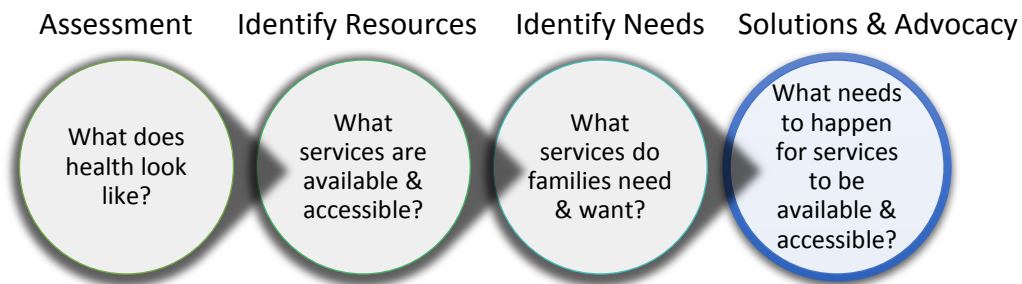 Assessment
Identify Resources
Identify Needs
Solutions & Advocacy
What does
health look
like?
What
services are
available &
accessible?
What
services do
families need
& want?
What needs
to happen
for services
to be
available &
accessible?